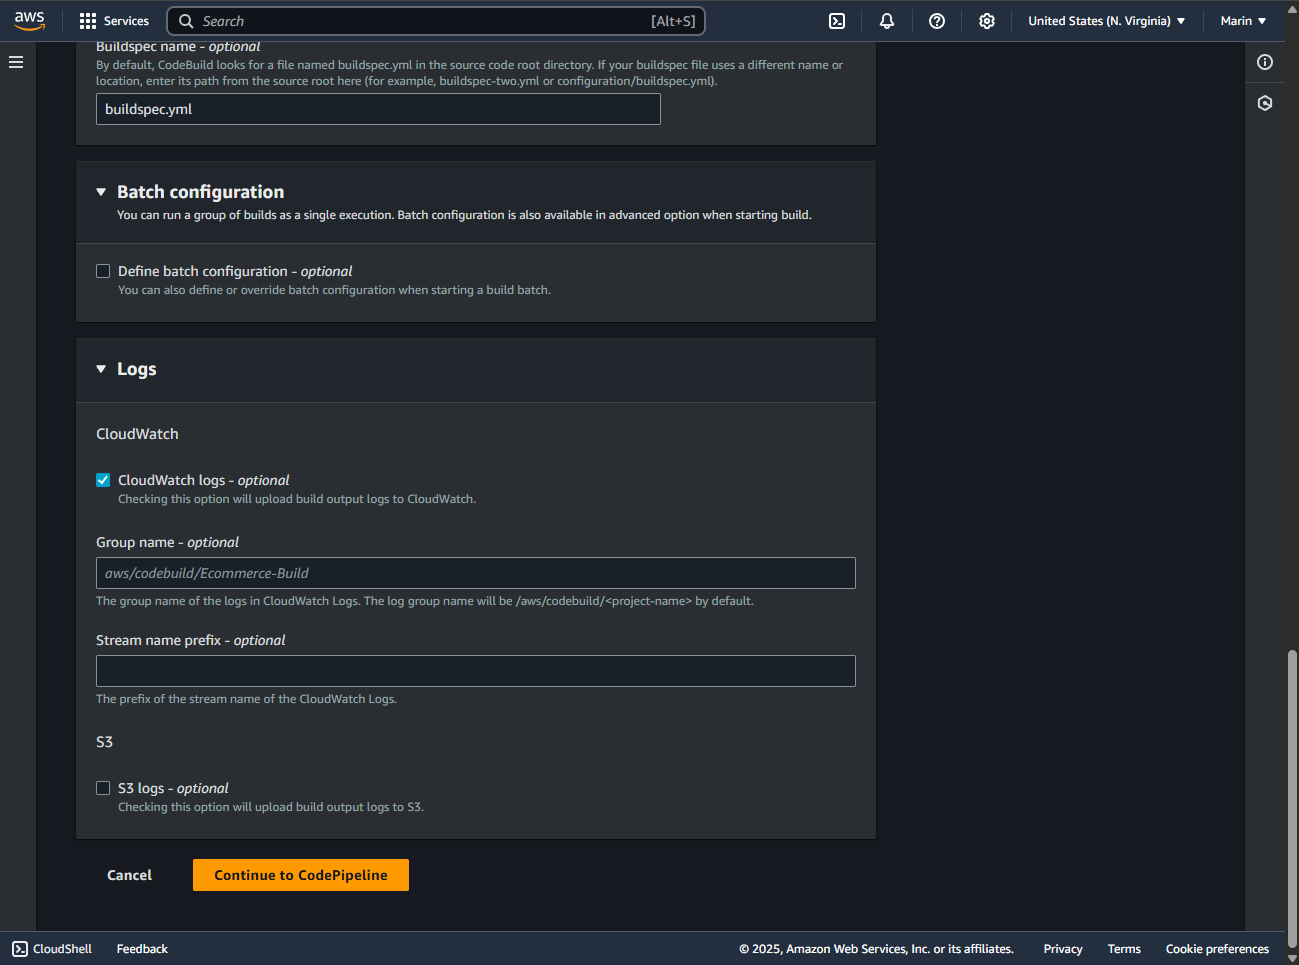 aws
Services
Search
[Alt+S]
United States (N. Virginia)
Marin
Buildspec name - optional
By default, CodeBuild looks for a file named buildspec.yml in the source code root directory. If your buildspec file uses a different name or
location, enter its path from the source root here (for example, buildspec-two.yml or configuration/buildspec.yml).
buildspec.yml
Batch configuration
You can run a group of builds as a single execution. Batch configuration is also available in advanced option when starting build.
Define batch configuration - optional
You can also define or override batch configuration when starting a build batch.
Logs
CloudWatch
CloudWatch logs - optional
Checking this option will upload build output logs to CloudWatch.
Group name - optional
aws/codebuild/Ecommerce-Build
The group name of the logs in CloudWatch Logs. The log group name will be /aws/codebuild/<project-name> by default.
Stream name prefix - optional
The prefix of the stream name of the CloudWatch Logs.
S3
S3 logs - optional
Checking this option will upload build output logs to S3.
Cancel
Continue to CodePipeline
CloudShell
Feedback
© 2025, Amazon Web Services, Inc. or its affiliates.
Privacy
Terms
Cookie preferences